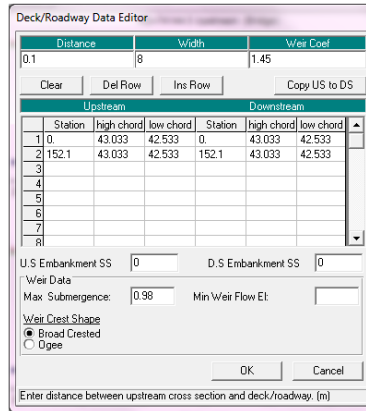 Deck/Roadway Data Editor
Distance Width Weir Coef
0.1 8 1.45
Clear Del Row Ins Row Copy US to DS
Upstream Downstream
Station high chord low chord Station high chord low chord
1 0. 43.033 42.533 0. 43.033 42.533
2 152.1 43.033 42.533 152.1 43.033 42.533
3
4
5
6
7
8
U.S Embankment SS 0 D.S Embankment SS 0
Weir Data
Max Submergence: 0.98 Min Weir Flow El:
Weir Crest Shape
Broad Crested
Ogee
OK Cancel
Enter distance between upstream cross section and deck/roadway. (m)